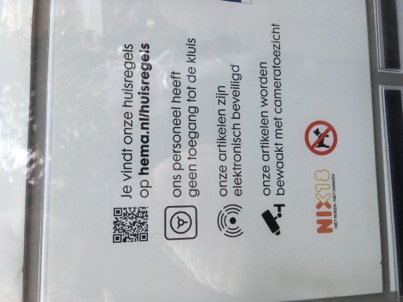 Je vindt onze huisregels
op hema.nl/huisregels
ons personeel heeft
geen toegang tot de kluis
onze artikelen zijn
elektronisch beveiligd
onze artikelen worden
bewaakt met cameratoezicht
NIX18
NIET ROKEN • NIET DRINKEN